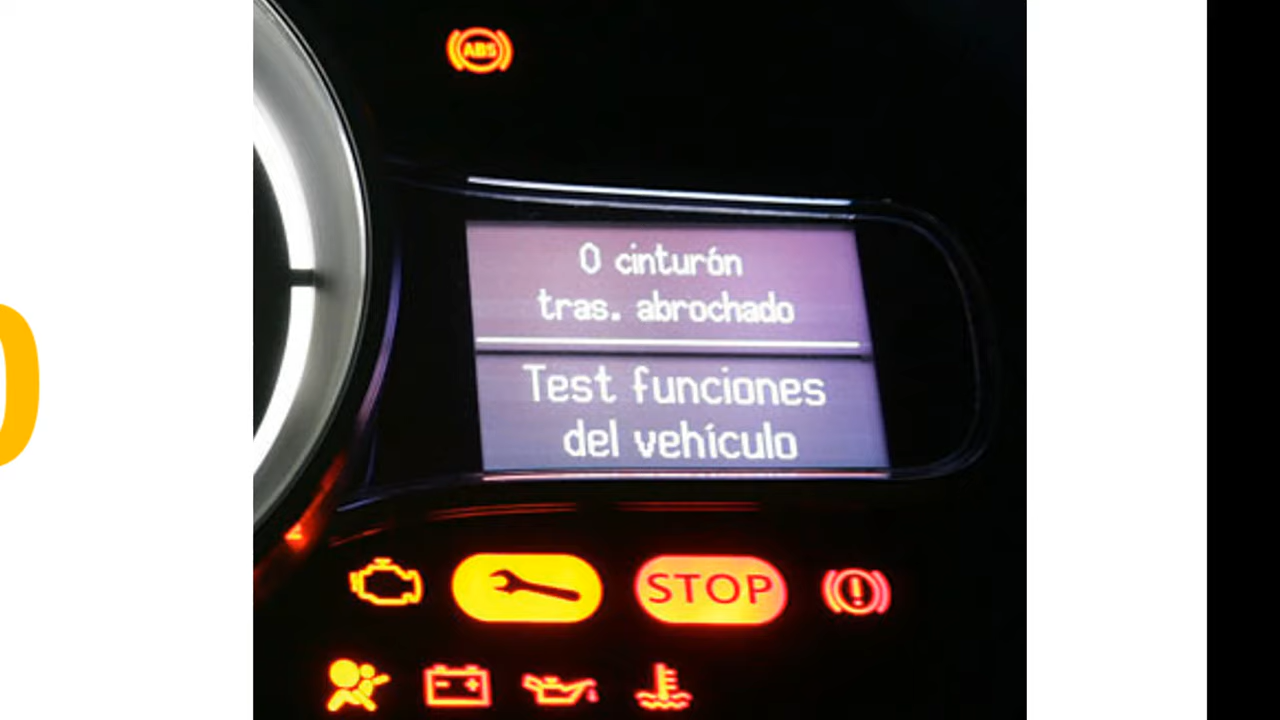 ABS
0 cinturón
tras. abrochado
Test funciones
del vehículo
STOP